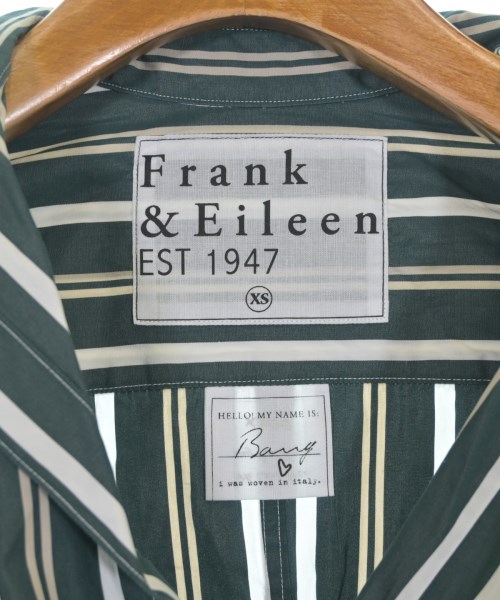 Frank
& Eileen
EST 1947
XS
HELLO! MY NAME IS:
Barry
i was woven in italy.